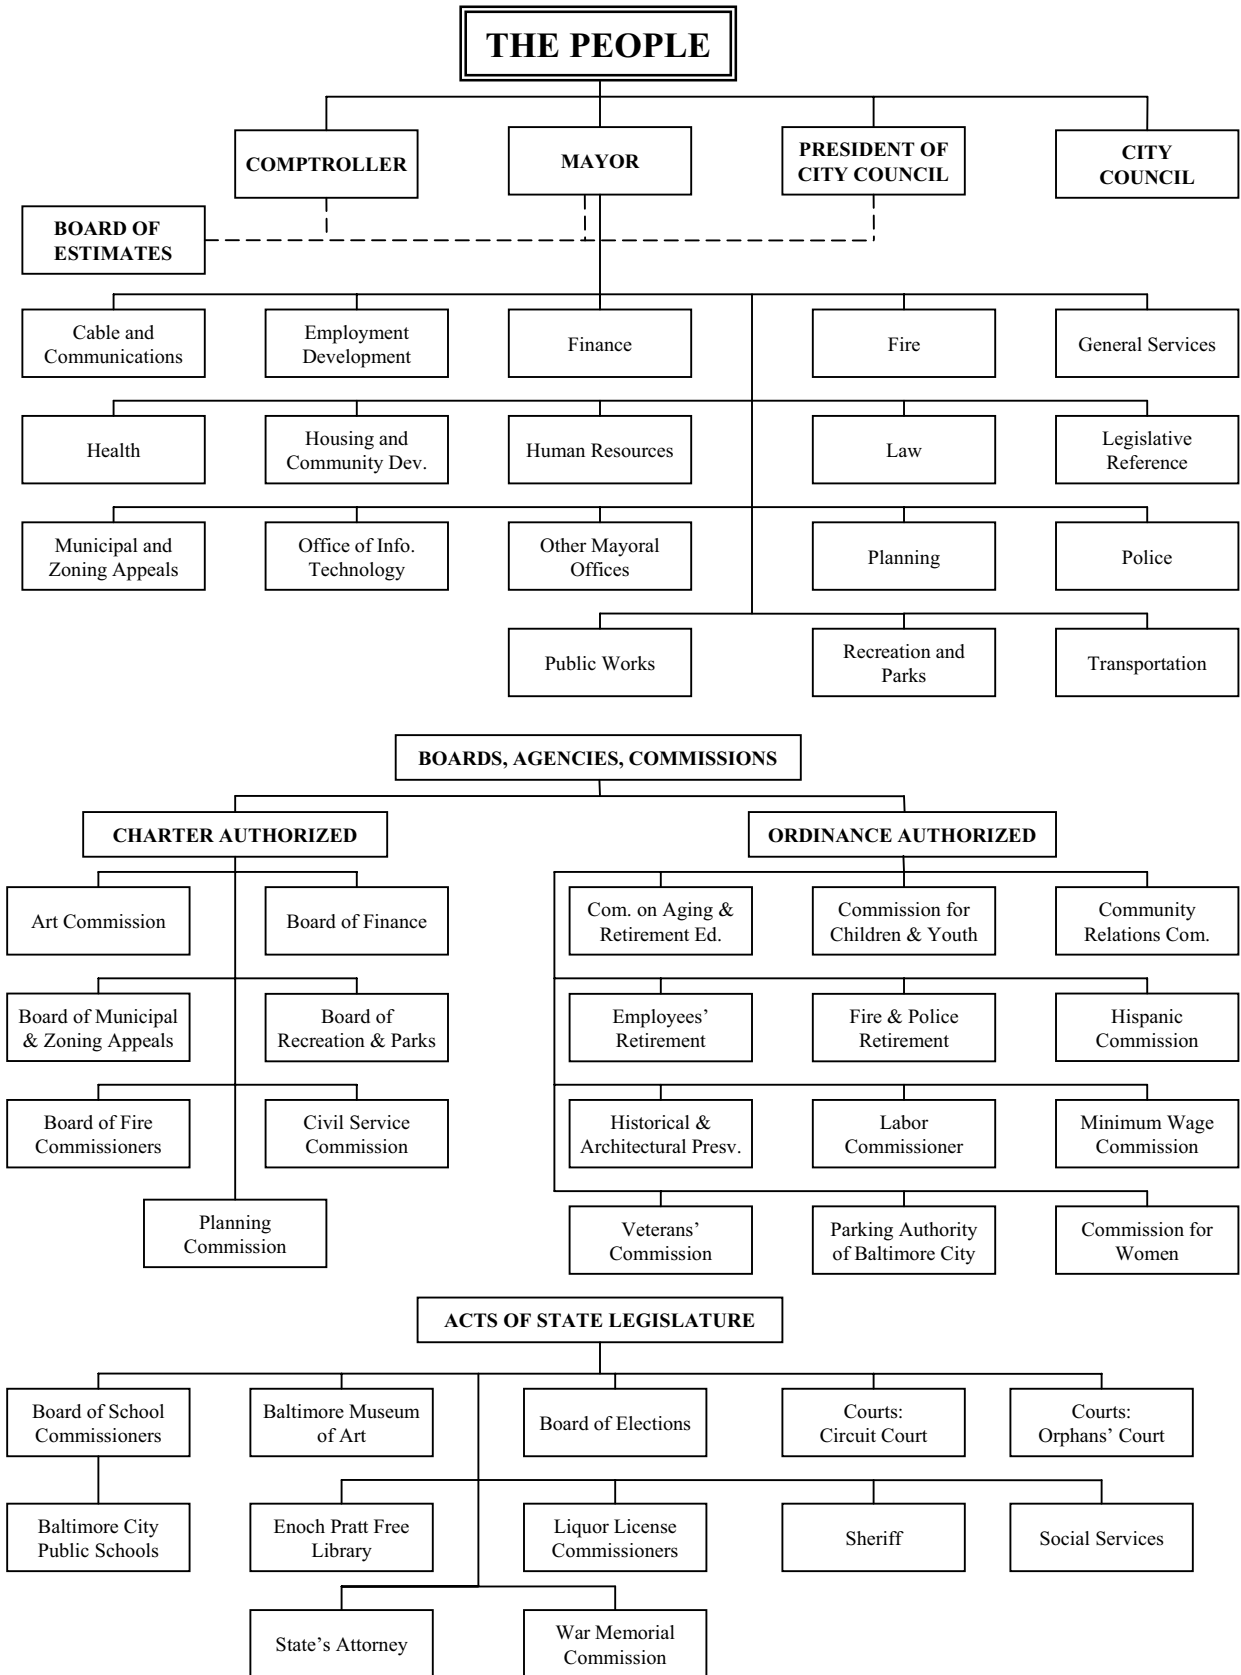 THE PEOPLE
COMPTROLLER
MAYOR
PRESIDENT OF
CITY COUNCIL
CITY
COUNCIL
BOARD OF
ESTIMATES
Cable and
Communications
Employment
Development
Finance
Fire
General Services
Health
Housing and
Community Dev.
Human Resources
Law
Legislative
Reference
Municipal and
Zoning Appeals
Office of Info.
Technology
Other Mayoral
Offices
Planning
Police
Public Works
Recreation and
Parks
Transportation
BOARDS, AGENCIES, COMMISSIONS
CHARTER AUTHORIZED
Art Commission
Board of Finance
Board of Municipal
& Zoning Appeals
Board of
Recreation & Parks
Board of Fire
Commissioners
Civil Service
Commission
Planning
Commission
ORDINANCE AUTHORIZED
Com. on Aging &
Retirement Ed.
Commission for
Children & Youth
Community
Relations Com.
Employees’
Retirement
Fire & Police
Retirement
Hispanic
Commission
Historical &
Architectural Presv.
Labor
Commissioner
Minimum Wage
Commission
Veterans’
Commission
Parking Authority
of Baltimore City
Commission for
Women
ACTS OF STATE LEGISLATURE
Board of School
Commissioners
Baltimore Museum
of Art
Board of Elections
Courts:
Circuit Court
Courts:
Orphans’ Court
Baltimore City
Public Schools
Enoch Pratt Free
Library
Liquor License
Commissioners
Sheriff
Social Services
State’s Attorney
War Memorial
Commission